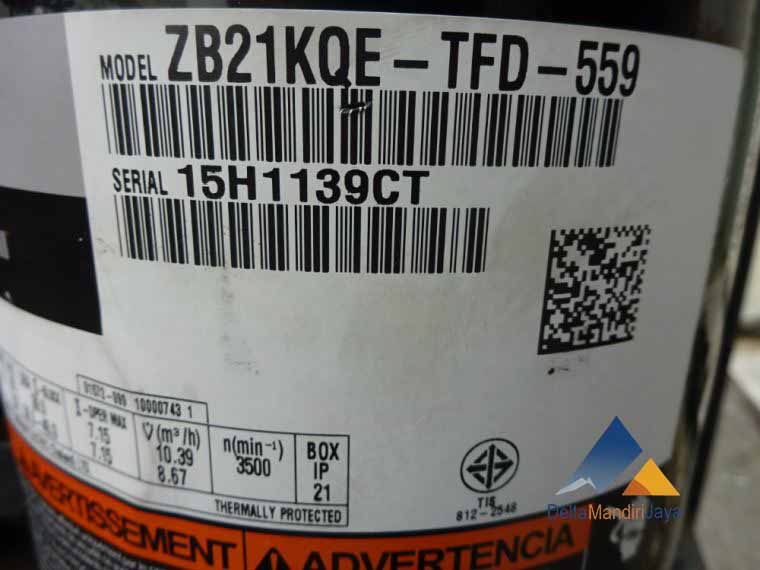 MODEL ZB21KQE-TFD-559
SERIAL 15H1139CT
10000743 1
I-OPER MAX V̇(m³/h) n(min⁻¹) BOX
7.15 10.39 3500 IP
7.15 8.67 21
THERMALLY PROTECTED
TIS
812-2548
DeltaMandiriJaya
AVERTISSEMENT ADVERTENCIA